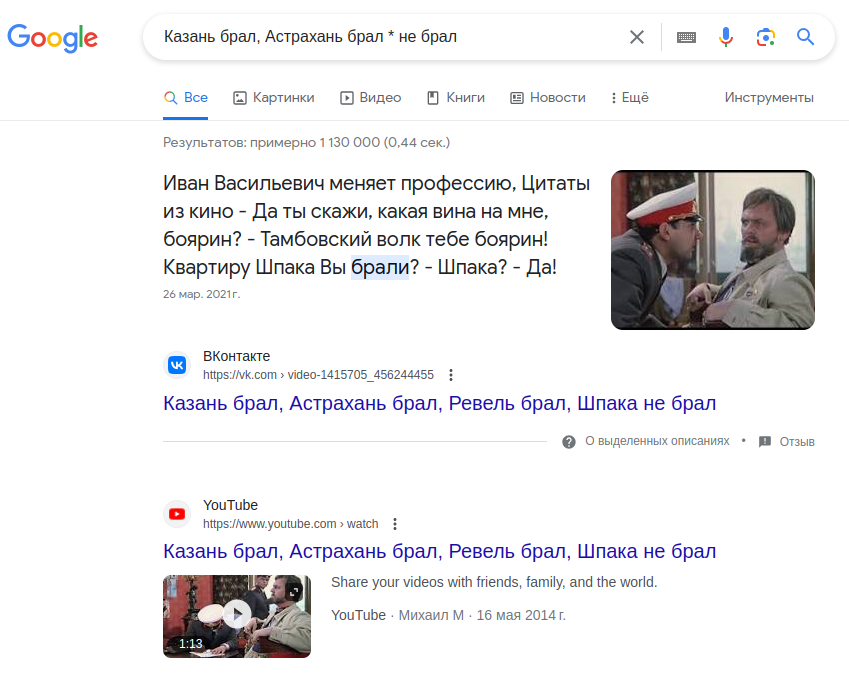 Google
Казань брал, Астрахань брал * не брал
Все
Картинки
Видео
Книги
Новости
Ещё
Инструменты
Результатов: примерно 1 130 000 (0,44 сек.)
Иван Васильевич меняет профессию, Цитаты
из кино - Да ты скажи, какая вина на мне,
боярин? - Тамбовский волк тебе боярин!
Квартиру Шпака Вы брали? - Шпака? - Да!
26 мар. 2021 г.
ВКонтакте
https://vk.com › video-1415705_456244455
Казань брал, Астрахань брал, Ревель брал, Шпака не брал
О выделенных описаниях • Отзыв
YouTube
https://www.youtube.com › watch
Казань брал, Астрахань брал, Ревель брал, Шпака не брал
Share your videos with friends, family, and the world.
YouTube · Михаил М · 16 мая 2014 г.
1:13